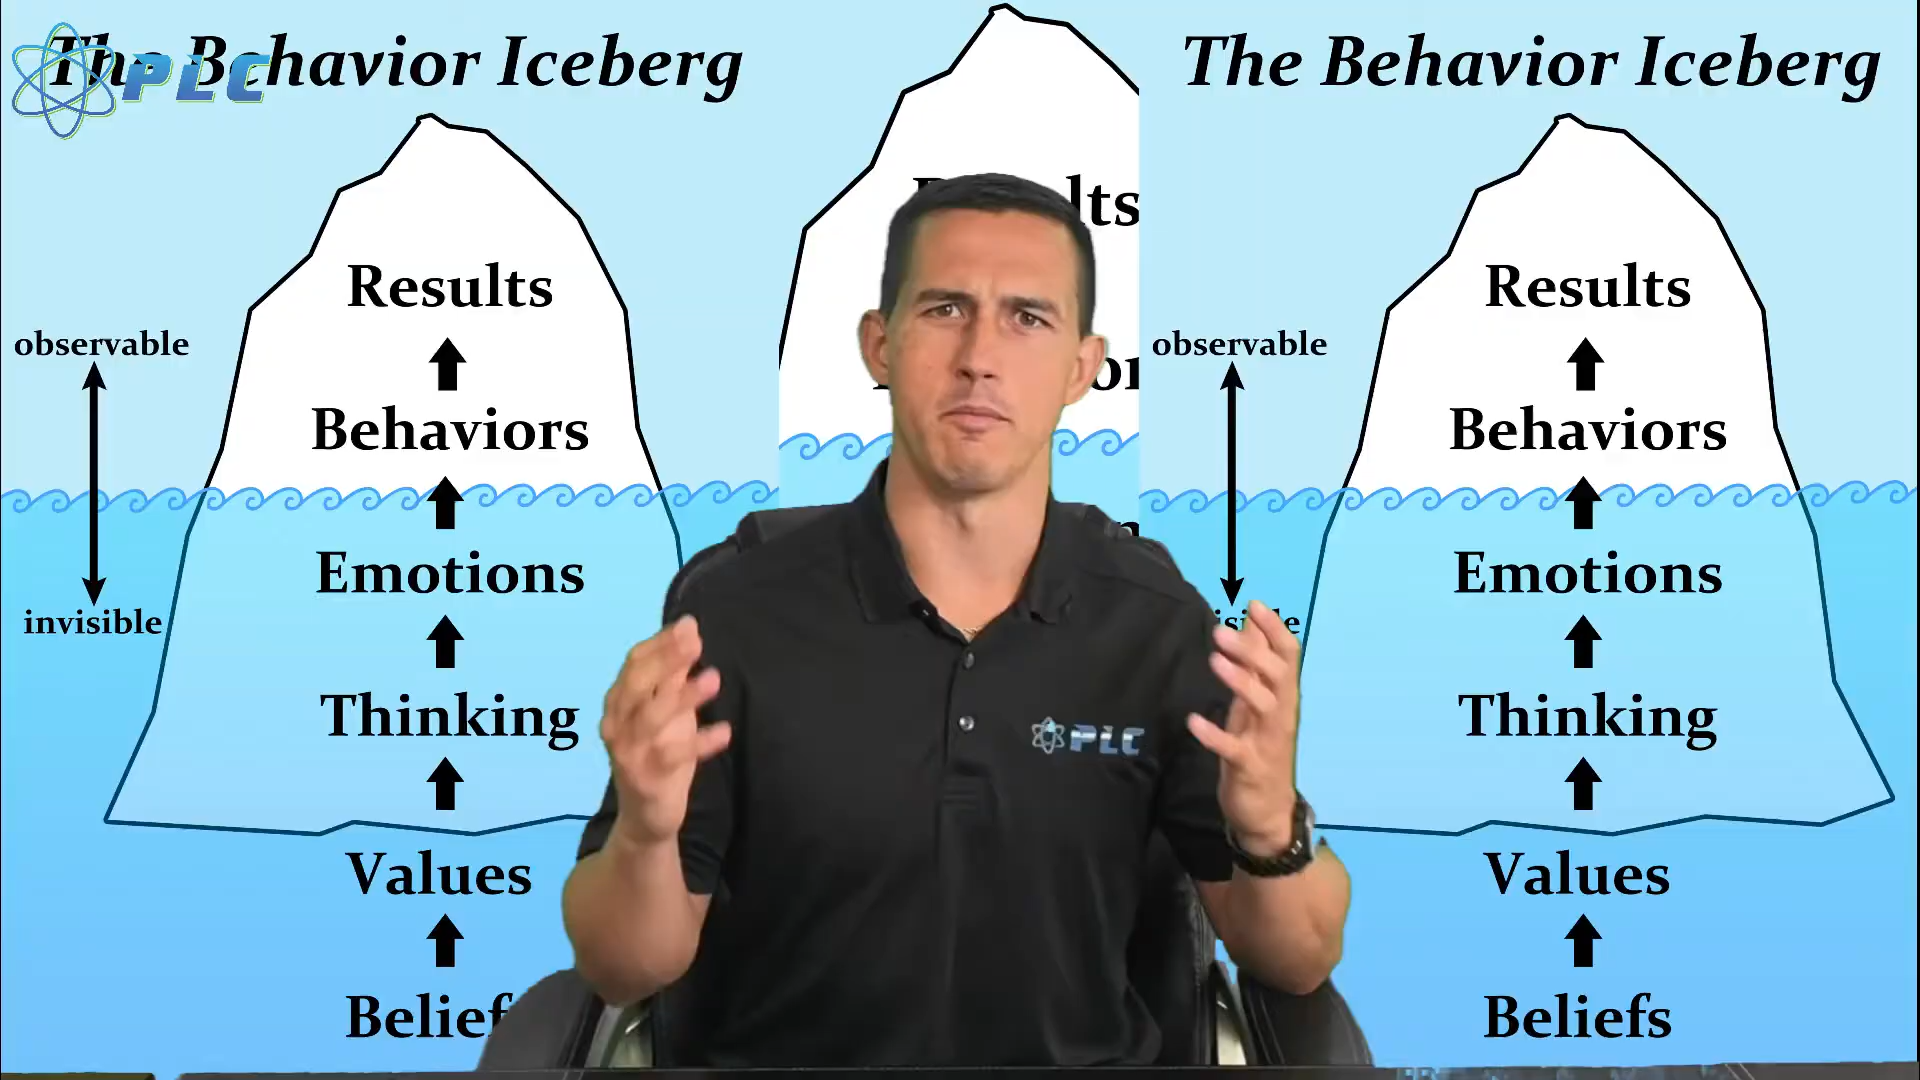 The Behavior Iceberg
PLC
Results
observable
Behaviors
Emotions
invisible
Thinking
Values
PLC
The Behavior Iceberg
Results
observable
Behaviors
Emotions
Thinking
Values
Beliefs